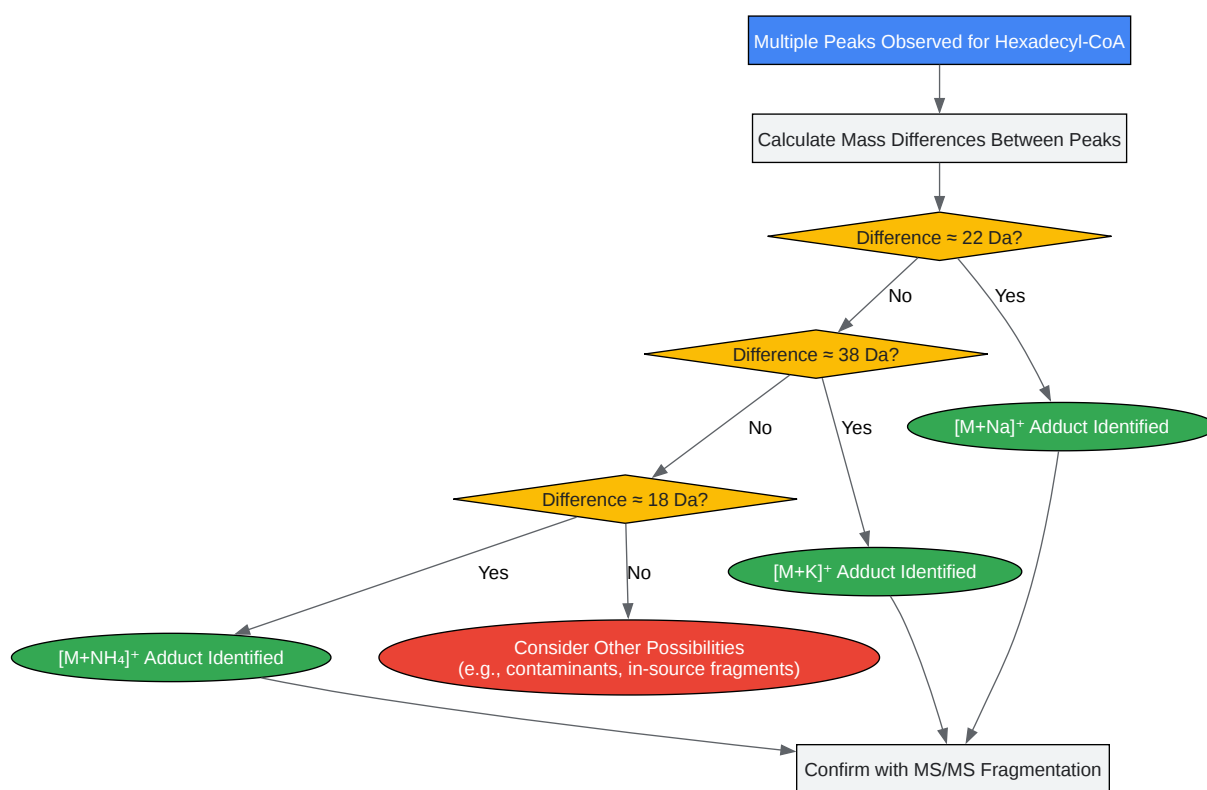 Multiple Peaks Observed for Hexadecyl-CoA
Calculate Mass Differences Between Peaks
Difference ≈ 22 Da?
No
Yes
Difference ≈ 38 Da?
[M+Na]⁺ Adduct Identified
No
Yes
Difference ≈ 18 Da?
[M+K]⁺ Adduct Identified
Yes
No
[M+NH₄]⁺ Adduct Identified
Consider Other Possibilities
(e.g., contaminants, in-source fragments)
Confirm with MS/MS Fragmentation